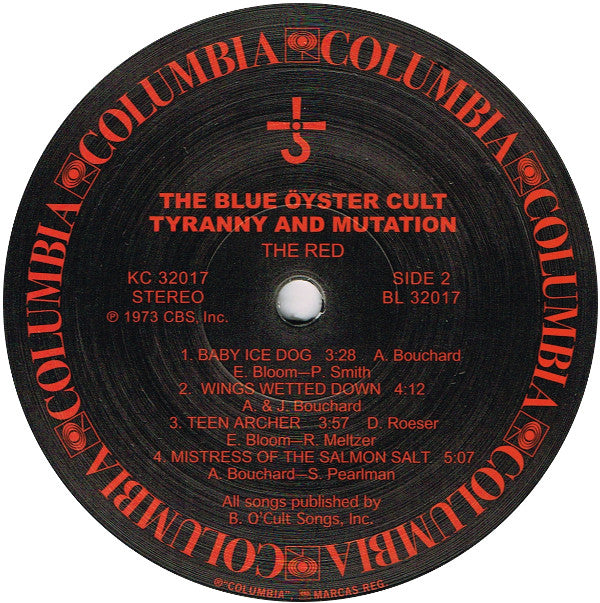 COLUMBIA COLUMBIA COLUMBIA COLUMBIA COLUMBIA COLUMBIA
THE BLUE ÖYSTER CULT
TYRANNY AND MUTATION
THE RED
KC 32017 SIDE 2
STEREO BL 32017
℗ 1973 CBS, Inc.
1. BABY ICE DOG 3:28 A. Bouchard
E. Bloom–P. Smith
2. WINGS WETTED DOWN 4:12
A. & J. Bouchard
3. TEEN ARCHER 3:57 D. Roeser
E. Bloom–R. Meltzer
4. MISTRESS OF THE SALMON SALT 5:07
A. Bouchard–S. Pearlman
All songs published by
B. O'Cult Songs, Inc.
®"COLUMBIA", MARCAS REG